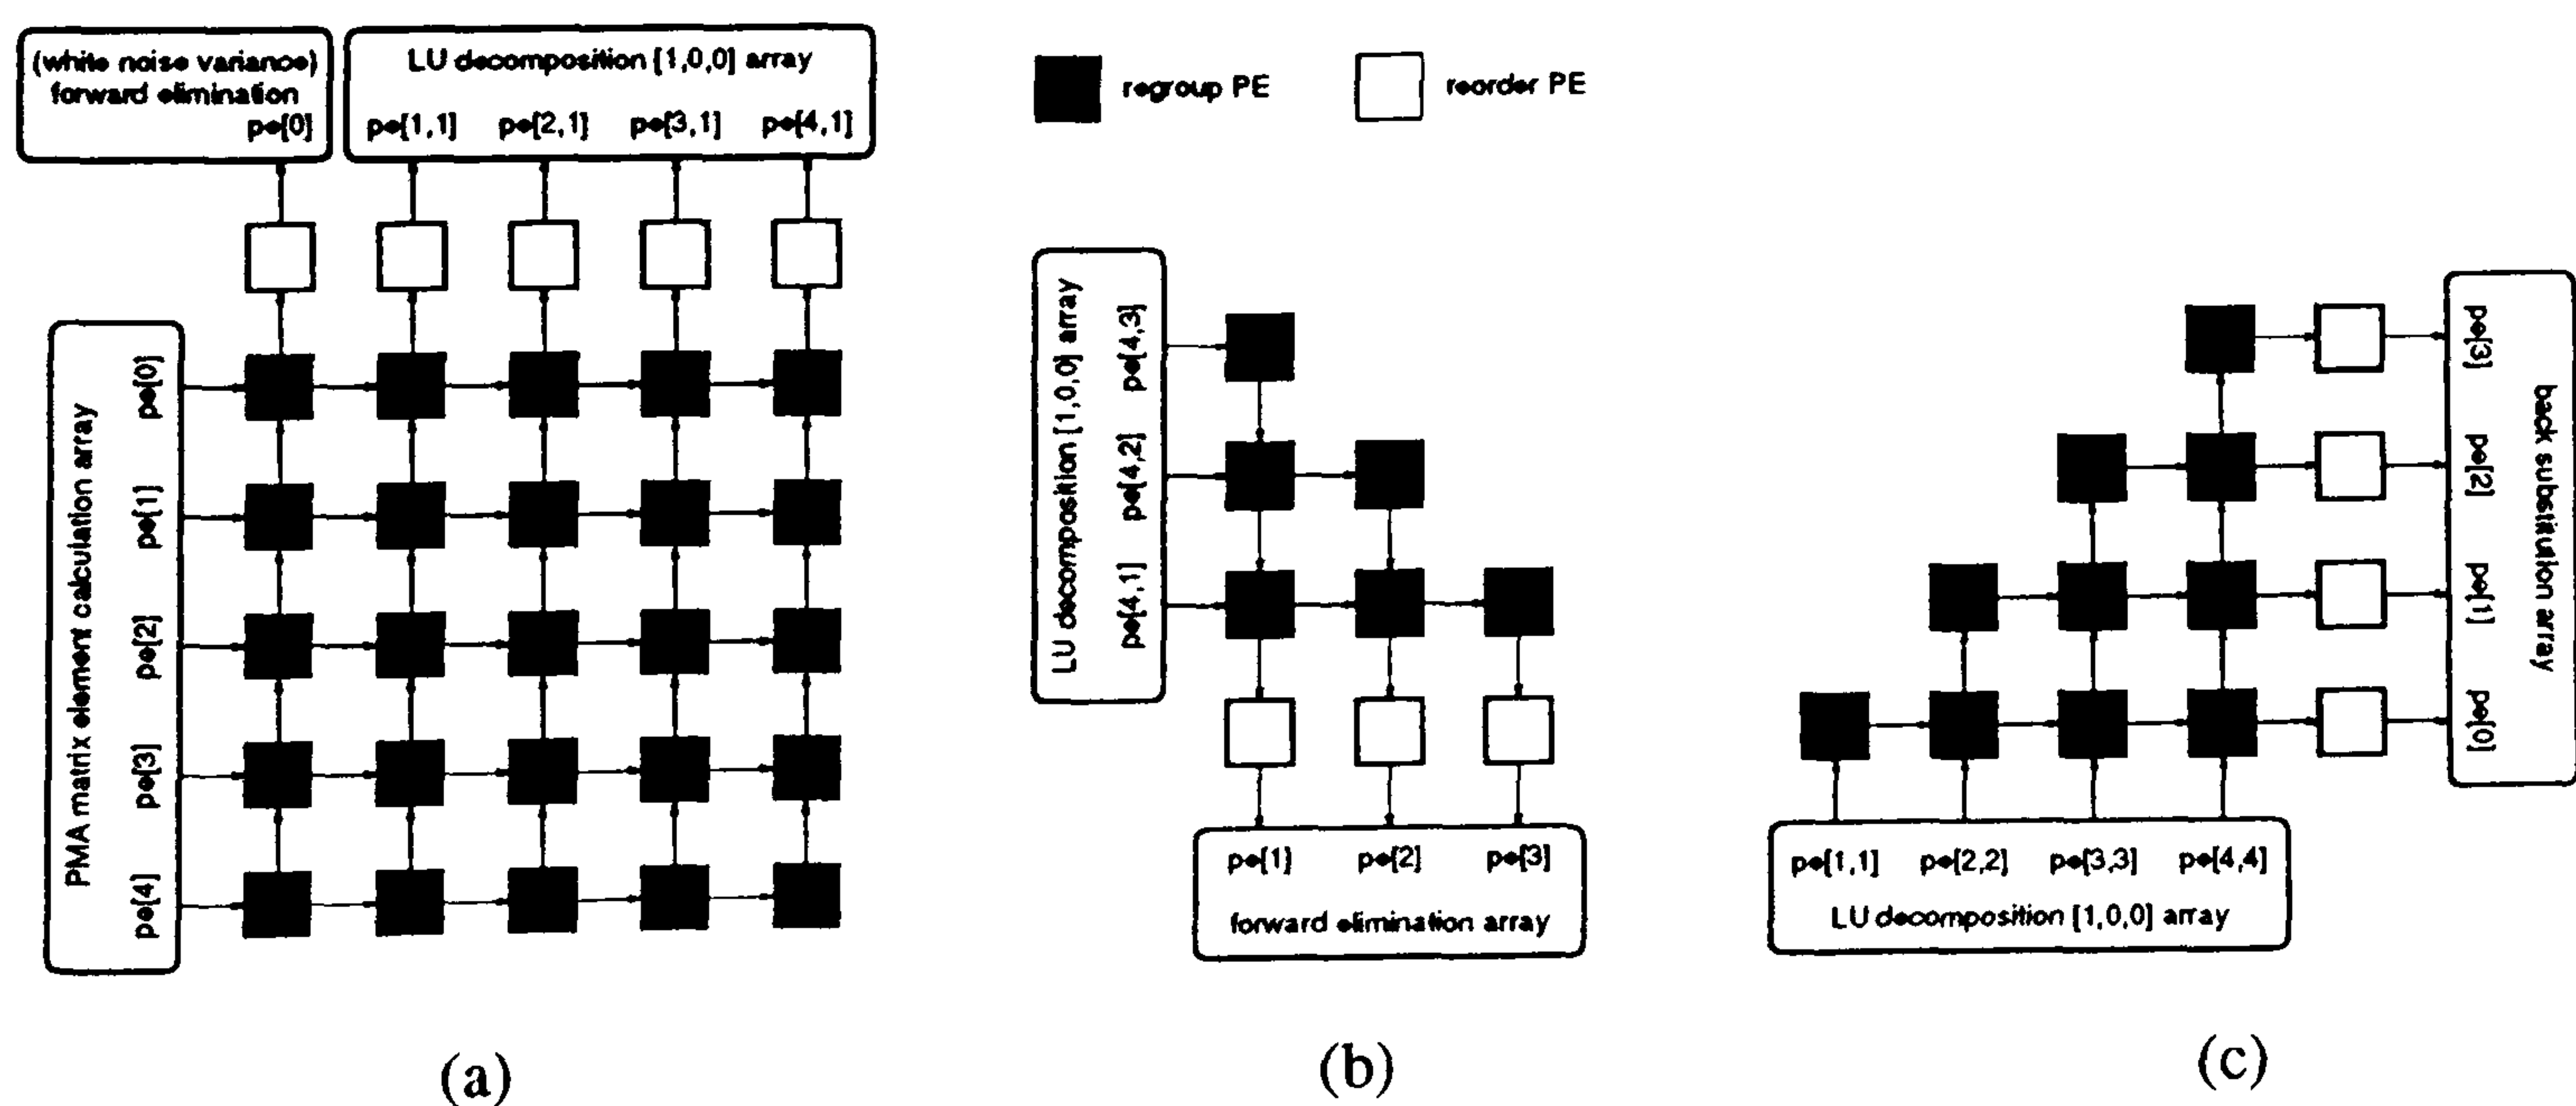 (white noise variance)
forward elimination
pe[0]
LU decomposition [1,0,0] array
pe[1,1] pe[2,1] pe[3,1] pe[4,1]
PMA matrix element calculation array
pe[0]
pe[1]
pe[2]
pe[3]
pe[4]
(a)
regroup PE
reorder PE
LU decomposition [1,0,0] array
pe[4,3]
pe[4,2]
pe[4,1]
pe[1] pe[2] pe[3]
forward elimination array
(b)
pe[3]
pe[2]
pe[1]
pe[0]
back substitution array
pe[1,1] pe[2,2] pe[3,3] pe[4,4]
LU decomposition [1,0,0] array
(c)